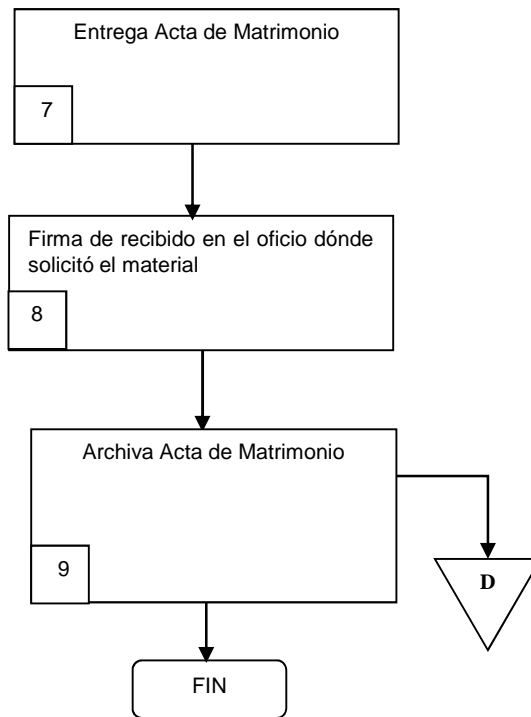 Entrega Acta de Matrimonio
7
Firma de recibido en el oficio dónde
solicitó el material
8
Archiva Acta de Matrimonio
9
D
FIN